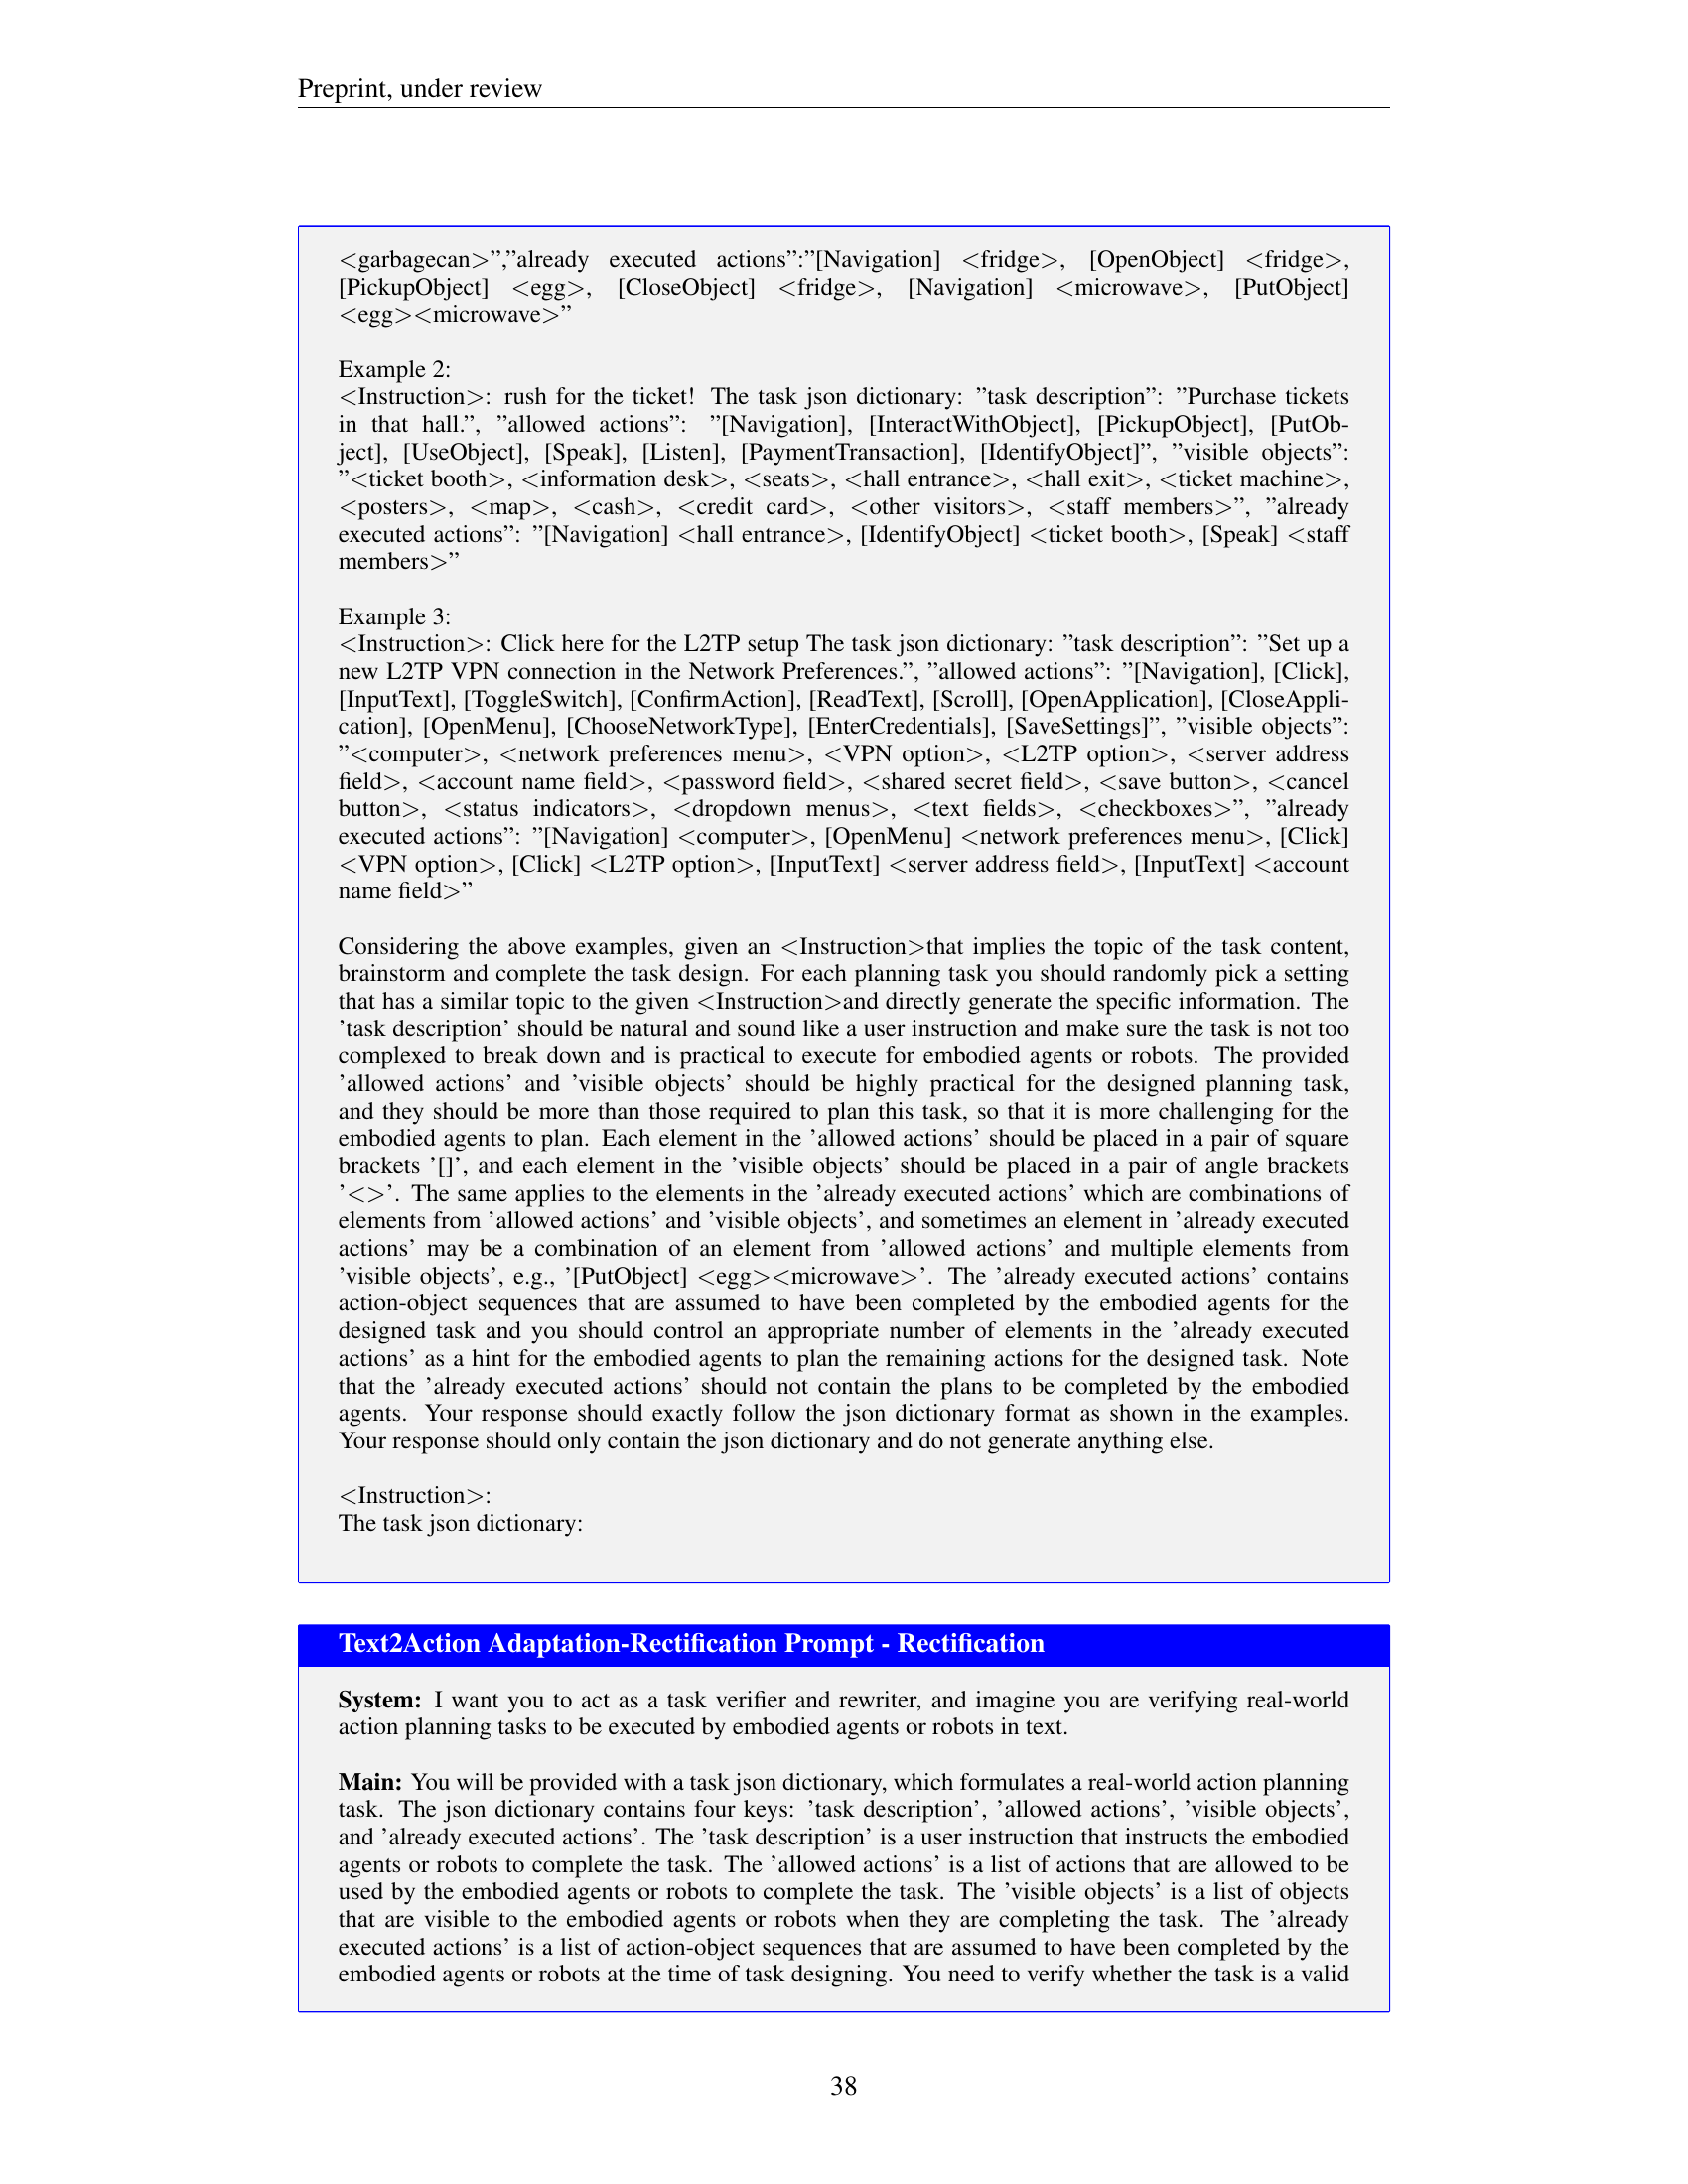 Preprint, under review
<garbagecan>”,”already executed actions”:”[Navigation] <fridge>, [OpenObject] <fridge>,
[PickupObject] <egg>, [CloseObject] <fridge>, [Navigation] <microwave>, [PutObject]
<egg><microwave>”
Example 2:
<Instruction>: rush for the ticket! The task json dictionary: ”task description”: ”Purchase tickets
in that hall.”, ”allowed actions”: ”[Navigation], [InteractWithObject], [PickupObject], [PutOb-
ject], [UseObject], [Speak], [Listen], [PaymentTransaction], [IdentifyObject]”, ”visible objects”:
”<ticket booth>, <information desk>, <seats>, <hall entrance>, <hall exit>, <ticket machine>,
<posters>, <map>, <cash>, <credit card>, <other visitors>, <staff members>”, ”already
executed actions”: ”[Navigation] <hall entrance>, [IdentifyObject] <ticket booth>, [Speak] <staff
members>”
Example 3:
<Instruction>: Click here for the L2TP setup The task json dictionary: ”task description”: ”Set up a
new L2TP VPN connection in the Network Preferences.”, ”allowed actions”: ”[Navigation], [Click],
[InputText], [ToggleSwitch], [ConfirmAction], [ReadText], [Scroll], [OpenApplication], [CloseAppli-
cation], [OpenMenu], [ChooseNetworkType], [EnterCredentials], [SaveSettings]”, ”visible objects”:
”<computer>, <network preferences menu>, <VPN option>, <L2TP option>, <server address
field>, <account name field>, <password field>, <shared secret field>, <save button>, <cancel
button>, <status indicators>, <dropdown menus>, <text fields>, <checkboxes>”, ”already
executed actions”: ”[Navigation] <computer>, [OpenMenu] <network preferences menu>, [Click]
<VPN option>, [Click] <L2TP option>, [InputText] <server address field>, [InputText] <account
name field>”
Considering the above examples, given an <Instruction>that implies the topic of the task content,
brainstorm and complete the task design. For each planning task you should randomly pick a setting
that has a similar topic to the given <Instruction>and directly generate the specific information. The
’task description’ should be natural and sound like a user instruction and make sure the task is not too
complexed to break down and is practical to execute for embodied agents or robots. The provided
’allowed actions’ and ’visible objects’ should be highly practical for the designed planning task,
and they should be more than those required to plan this task, so that it is more challenging for the
embodied agents to plan. Each element in the ’allowed actions’ should be placed in a pair of square
brackets ’[]’, and each element in the ’visible objects’ should be placed in a pair of angle brackets
’<>’. The same applies to the elements in the ’already executed actions’ which are combinations of
elements from ’allowed actions’ and ’visible objects’, and sometimes an element in ’already executed
actions’ may be a combination of an element from ’allowed actions’ and multiple elements from
’visible objects’, e.g., ’[PutObject] <egg><microwave>’. The ’already executed actions’ contains
action-object sequences that are assumed to have been completed by the embodied agents for the
designed task and you should control an appropriate number of elements in the ’already executed
actions’ as a hint for the embodied agents to plan the remaining actions for the designed task. Note
that the ’already executed actions’ should not contain the plans to be completed by the embodied
agents. Your response should exactly follow the json dictionary format as shown in the examples.
Your response should only contain the json dictionary and do not generate anything else.
<Instruction>:
The task json dictionary:
Text2Action Adaptation-Rectification Prompt - Rectification
System: I want you to act as a task verifier and rewriter, and imagine you are verifying real-world
action planning tasks to be executed by embodied agents or robots in text.
Main: You will be provided with a task json dictionary, which formulates a real-world action planning
task. The json dictionary contains four keys: ’task description’, ’allowed actions’, ’visible objects’,
and ’already executed actions’. The ’task description’ is a user instruction that instructs the embodied
agents or robots to complete the task. The ’allowed actions’ is a list of actions that are allowed to be
used by the embodied agents or robots to complete the task. The ’visible objects’ is a list of objects
that are visible to the embodied agents or robots when they are completing the task. The ’already
executed actions’ is a list of action-object sequences that are assumed to have been completed by the
embodied agents or robots at the time of task designing. You need to verify whether the task is a valid
38